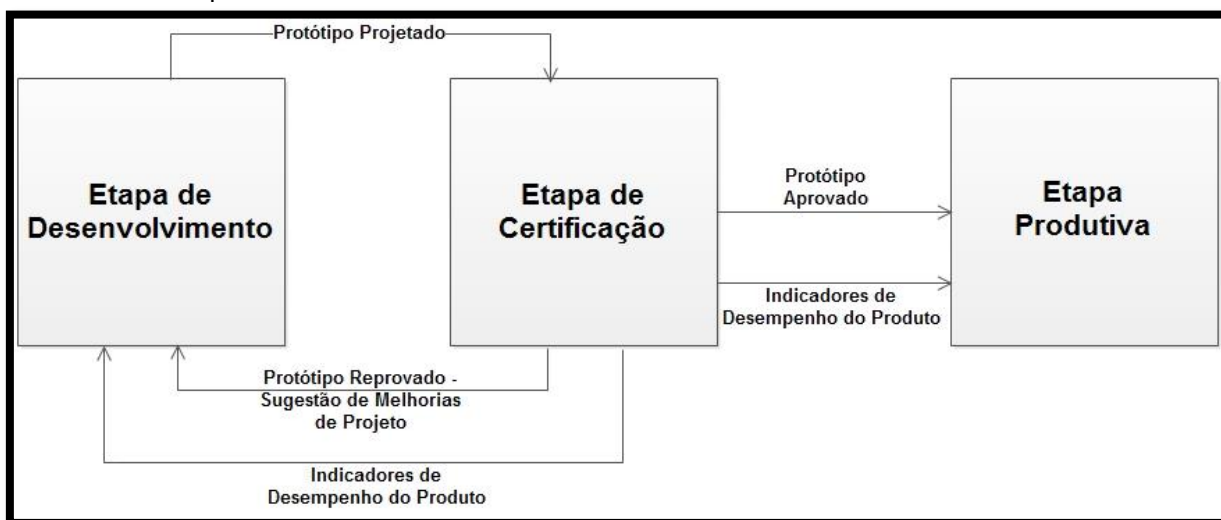 Protótipo Projetado
Etapa de
Desenvolvimento
Etapa de
Certificação
Protótipo
Aprovado
Etapa
Produtiva
Indicadores de
Desempenho do Produto
Protótipo Reprovado -
Sugestão de Melhorias
de Projeto
Indicadores de
Desempenho do Produto